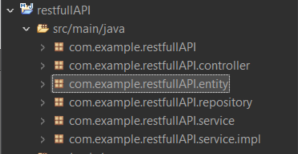 restfullAPI
src/main/java
com.example.restfullAPI
com.example.restfullAPI.controller
com.example.restfullAPI.entity
com.example.restfullAPI.repository
com.example.restfullAPI.service
com.example.restfullAPI.service.impl